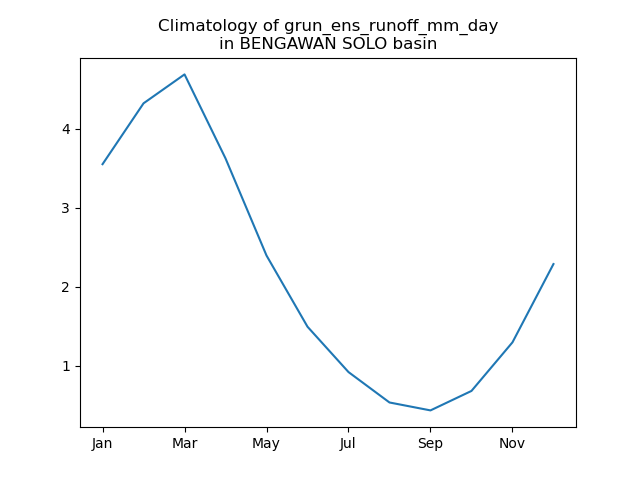 Climatology of grun_ens_runoff_mm_day
in BENGAWAN SOLO basin
4
3
2
1
Jan Mar May Jul Sep Nov